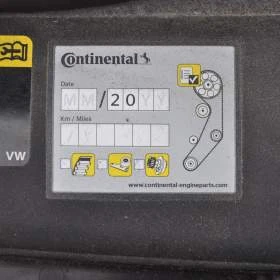 Continental
Date
MM/20YY
Km / Miles
VW
www.continental-engineparts.com